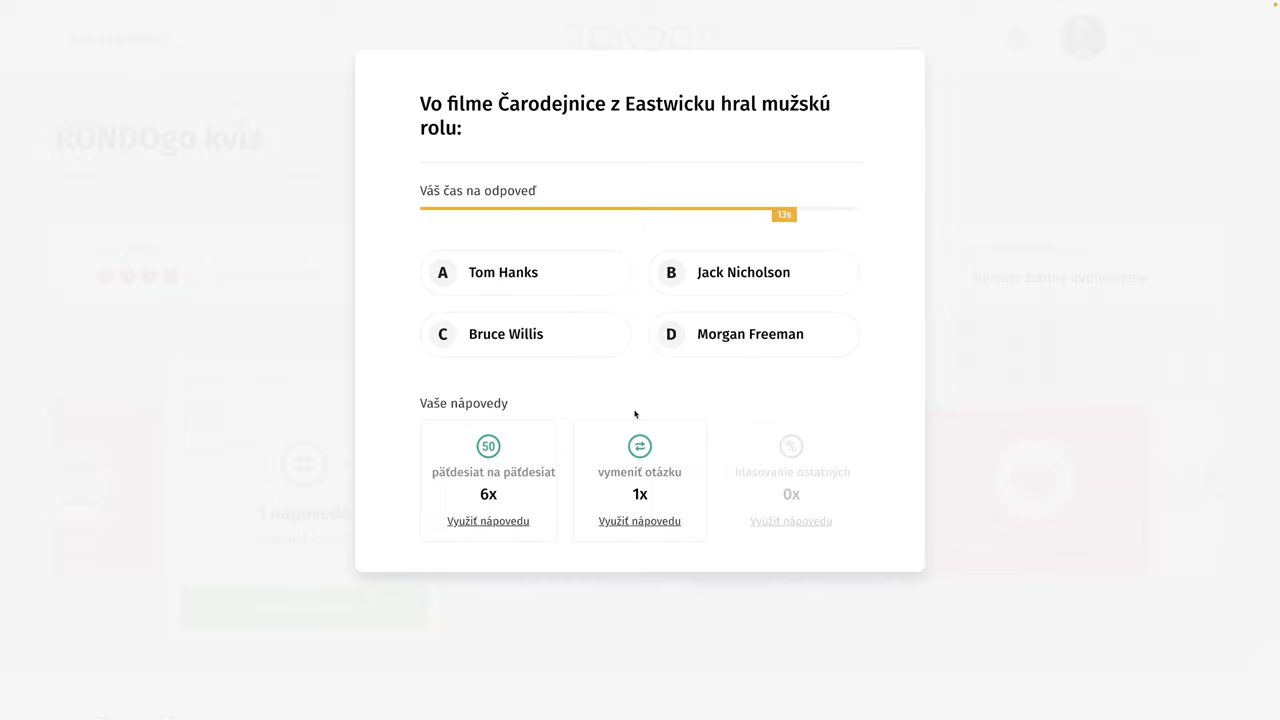 RONDOgo kvíz
Vo filme Čarodejnice z Eastwicku hral mužskú
rolu:
Váš čas na odpoveď
13s
A Tom Hanks
B Jack Nicholson
C Bruce Willis
D Morgan Freeman
Vaše nápovedy
50
päťdesiat na päťdesiat
6x
Využiť nápovedu
vymeniť otázku
1x
Využiť nápovedu
%
hlasovanie ostatných
0x
Využiť nápovedu